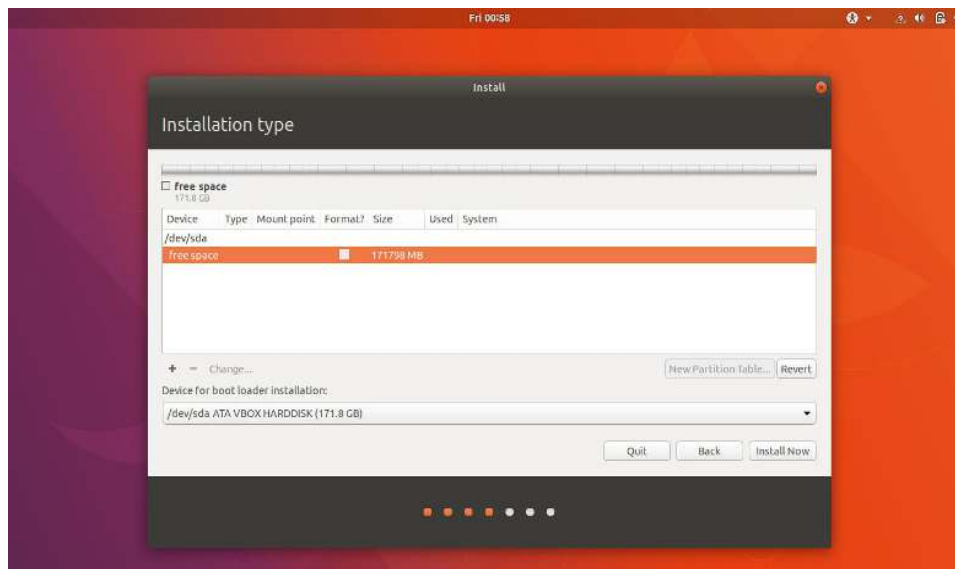 Fri 00:58
Install
Installation type
free space
171.8 GB
Device Type Mount point Format? Size Used System
/dev/sda
free space 171798 MB
+ − Change...
New Partition Table... Revert
Device for boot loader installation:
/dev/sda ATA VBOX HARDDISK (171.8 GB)
Quit Back Install Now